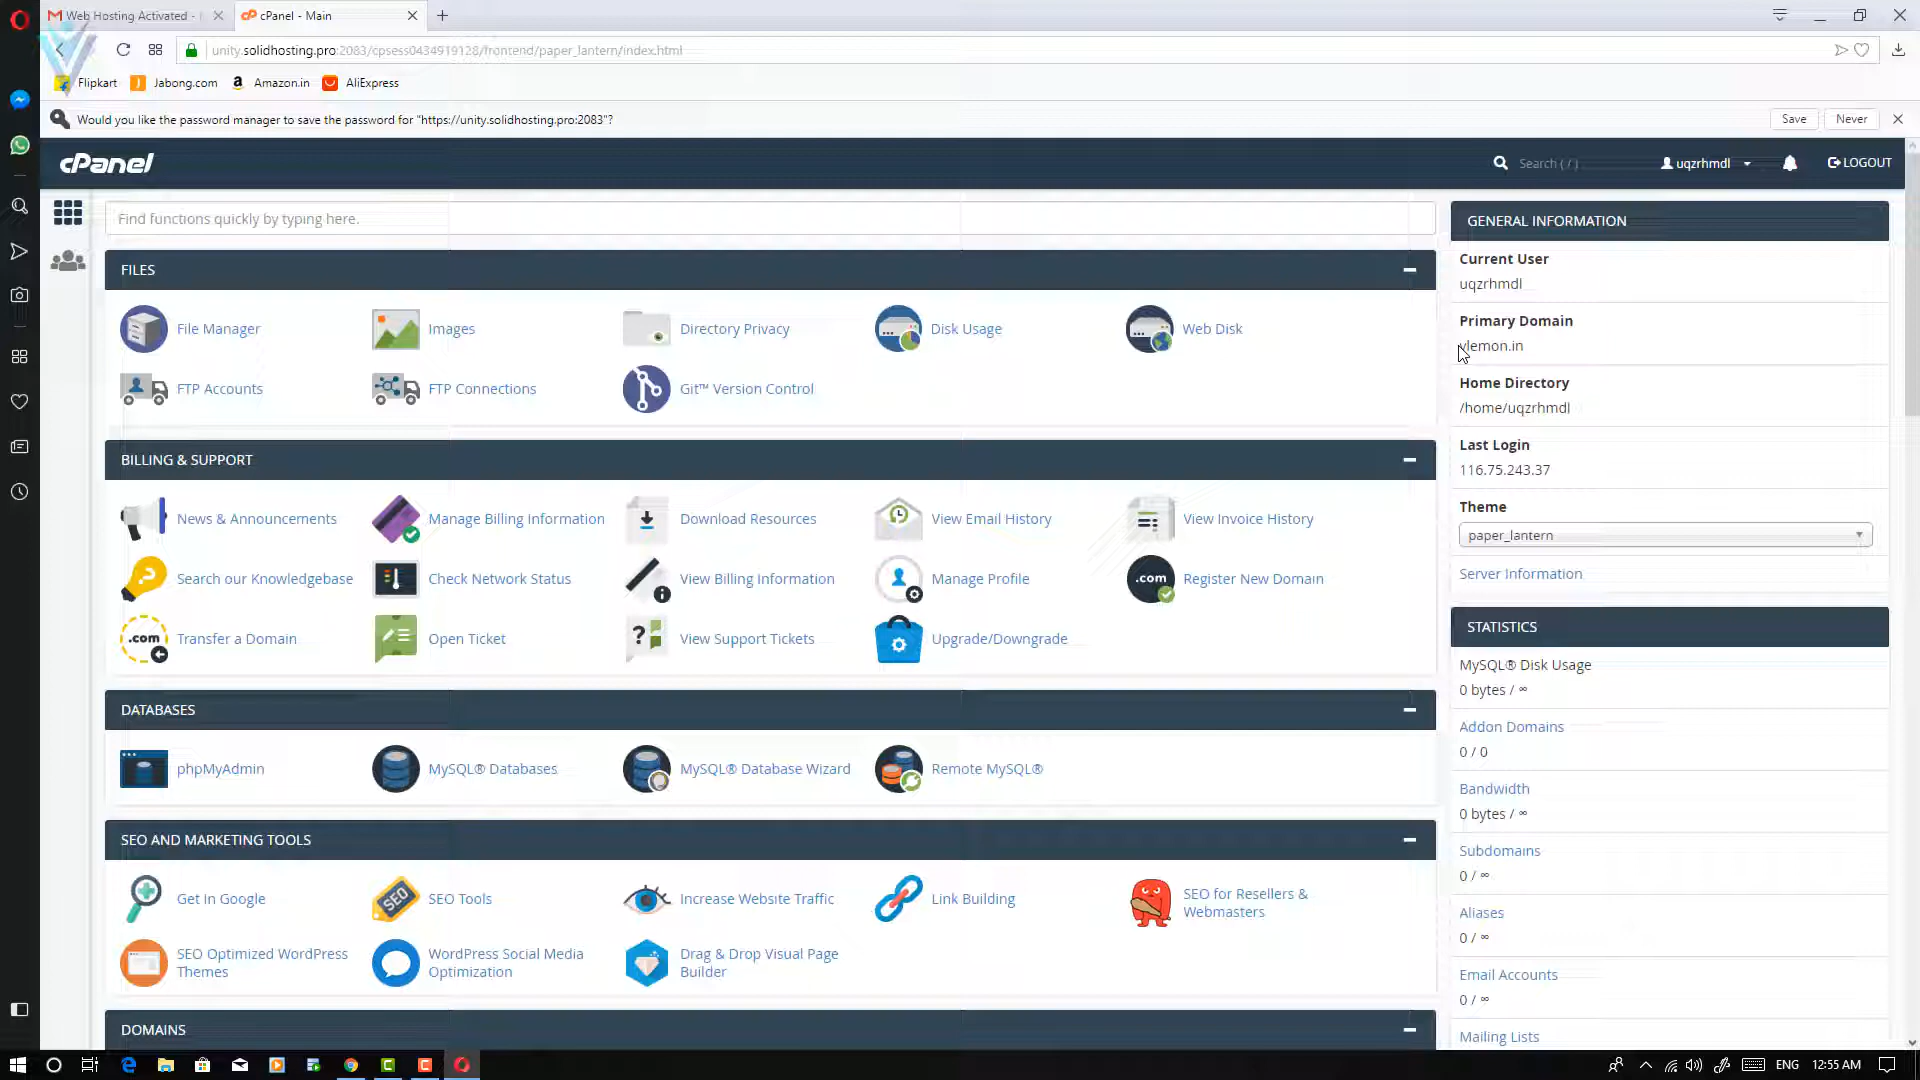 Web Hosting Activated -
cPanel - Main
unity.solidhosting.pro:2083/cpsess0434919128/frontend/paper_lantern/index.html
Flipkart
Jabong.com
Amazon.in
AliExpress
Would you like the password manager to save the password for "https://unity.solidhosting.pro:2083"?
Save
Never
cPanel
Search ( / )
uqzrhmdl
LOGOUT
Find functions quickly by typing here.
FILES
File Manager
Images
Directory Privacy
Disk Usage
Web Disk
FTP Accounts
FTP Connections
Git™ Version Control
BILLING & SUPPORT
News & Announcements
Manage Billing Information
Download Resources
View Email History
View Invoice History
Search our Knowledgebase
Check Network Status
View Billing Information
Manage Profile
.com
Register New Domain
.com
Transfer a Domain
Open Ticket
View Support Tickets
Upgrade/Downgrade
DATABASES
phpMyAdmin
MySQL® Databases
MySQL® Database Wizard
Remote MySQL®
SEO AND MARKETING TOOLS
Get In Google
SEO
SEO Tools
Increase Website Traffic
Link Building
SEO for Resellers &
Webmasters
SEO Optimized WordPress
Themes
WordPress Social Media
Optimization
Drag & Drop Visual Page
Builder
DOMAINS
GENERAL INFORMATION
Current User
uqzrhmdl
Primary Domain
vlemon.in
Home Directory
/home/uqzrhmdl
Last Login
116.75.243.37
Theme
paper_lantern
Server Information
STATISTICS
MySQL® Disk Usage
0 bytes / ∞
Addon Domains
0 / 0
Bandwidth
0 bytes / ∞
Subdomains
0 / ∞
Aliases
0 / ∞
Email Accounts
0 / ∞
Mailing Lists
ENG
12:55 AM